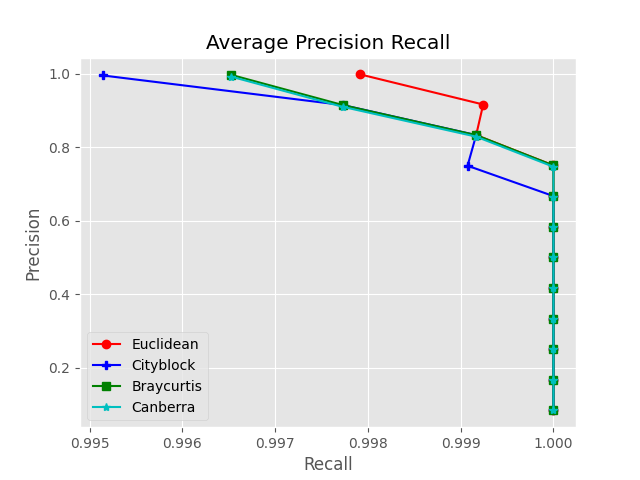 Average Precision Recall
Precision
1.0
0.8
0.6
0.4
0.2
Euclidean
Cityblock
Braycurtis
Canberra
0.995 0.996 0.997 0.998 0.999 1.000
Recall